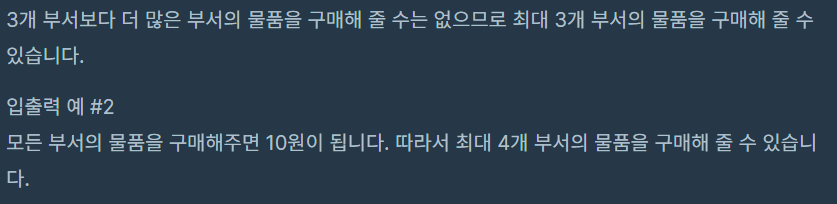 3개 부서보다 더 많은 부서의 물품을 구매해 줄 수는 없으므로 최대 3개 부서의 물품을 구매해 줄 수
있습니다.
입출력 예 #2
모든 부서의 물품을 구매해주면 10원이 됩니다. 따라서 최대 4개 부서의 물품을 구매해 줄 수 있습니
다.